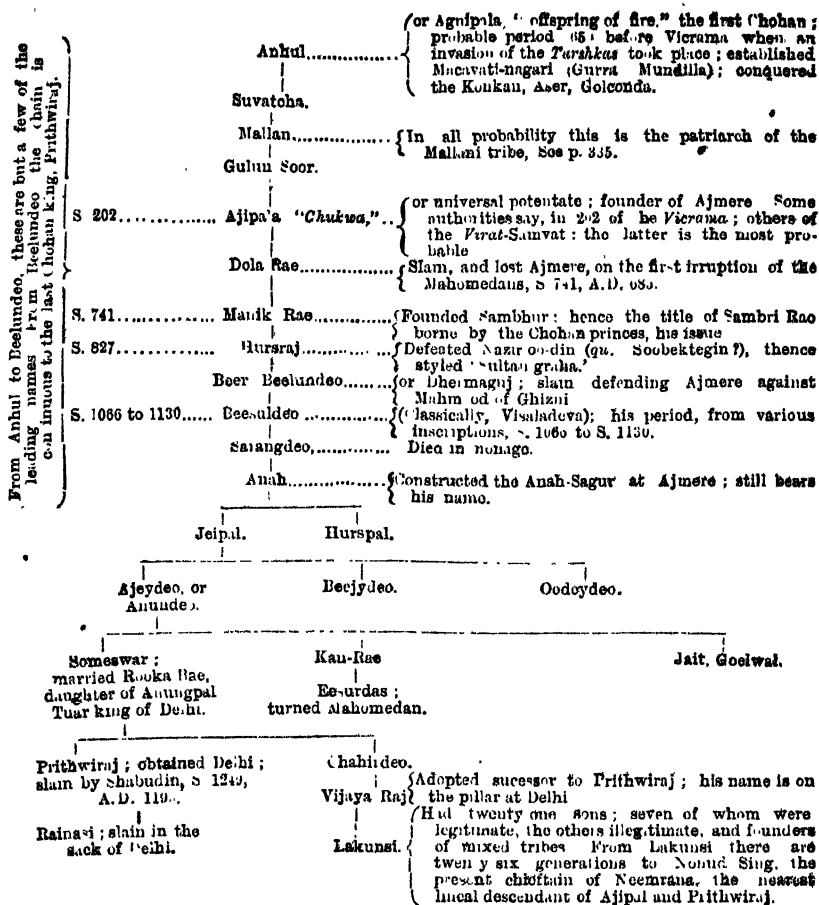 From Anhul to Beelundeo, these are but a few of the
leading names. From Beelundeo the chain is
continuous to the last Chohan king, Prithwiraj.
Anhul
or Agnipala, "offspring of fire," the first Chohan ;
probable period 65 before Vicrama when an
invasion of the Turshkas took place ; established
Macavati-nagari (Gurra Mundilla) ; conquered
the Konkan, Aser, Golconda.
Suvatcha.
Mallan
In all probability this is the patriarch of the
Mallani tribe, See p. 335.
Gulun Soor.
S. 202 Ajipala "Chukwa,"
or universal potentate ; founder of Ajmere Some
authorities say, in 202 of he Vicrama ; others of
the Virat-Samvat : the latter is the most pro-
bable
Dola Rae
Slain, and lost Ajmere, on the first irruption of the
Mahomedans, S 741, A.D. 685.
S. 741 Manik Rae
Founded Sambhur : hence the title of Sambri Rao
borne by the Chohan princes, his issue
S. 827 Hursraj
Defeated Nazir oo-din (qu. Soobektegin ?), thence
styled 'Sultan graha.'
Beer Beelundeo
or Dhermaguj ; slain defending Ajmere against
Mahmood of Ghizni
S. 1066 to 1130 Beesuldeo
(Classically, Visaladeva) ; his period, from various
inscriptions, S. 1066 to S. 1130.
Sarangdeo, Died in nonage.
Anah
Constructed the Anah-Sagur at Ajmere ; still bears
his name.
Jeipal. Hurspal.
Ajeydeo, or Beejydeo. Oodeydeo.
Anundeo.
Someswar ; Kan-Rae Jait, Goelwal.
married Rooka Bae,
daughter of Anungpal
Tuar king of Delhi.
Eesurdas ;
turned Mahomedan.
Prithwiraj ; obtained Delhi ;
slain by Shabudin, S 1249,
A.D. 119
Rainasi ; slain in the
sack of Delhi.
Chahirdeo.
Vijaya Raj
Adopted sucessor to Prithwiraj ; his name is on
the pillar at Delhi
Lakunsi.
Had twenty one sons ; seven of whom were
legitimate, the others illegitimate, and founders
of mixed tribes From Lakunsi there are
twenty six generations to Nonud Sing, the
present chieftain of Neemrana, the nearest
lineal descendant of Ajipal and Prithwiraj.